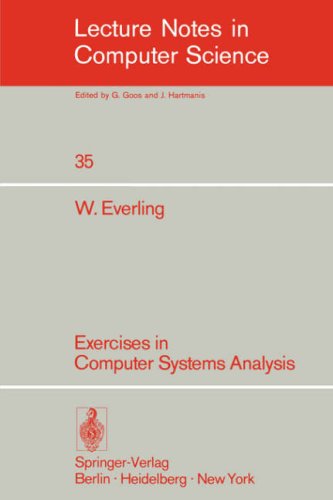 Lecture Notes in
Computer Science
Edited by G. Goos and J. Hartmanis
35
W. Everling
Exercises in
Computer Systems Analysis
Springer-Verlag
Berlin · Heidelberg · New York